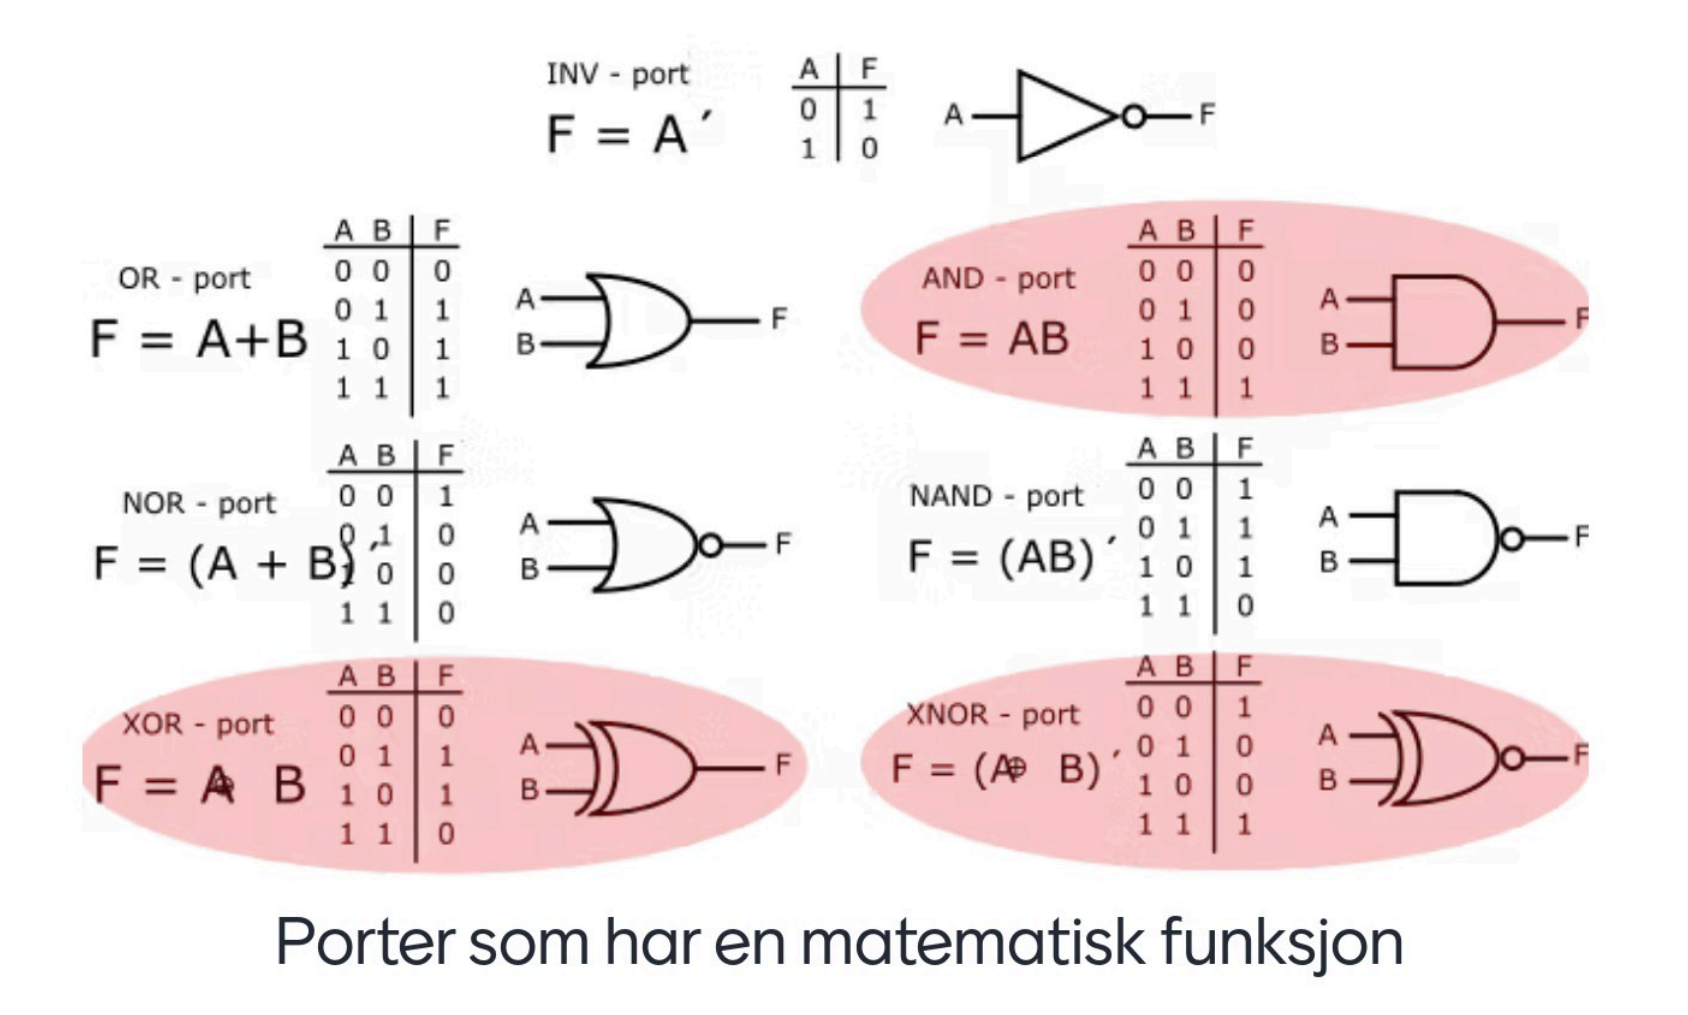 INV - port
F = A´
A F
0 1
1 0
A F
OR - port
F = A+B
A B F
0 0 0
0 1 1
1 0 1
1 1 1
A
B
F
AND - port
F = AB
A B F
0 0 0
0 1 0
1 0 0
1 1 1
A
B
F
NOR - port
F = (A + B)´
A B F
0 0 1
0 1 0
1 0 0
1 1 0
A
B
F
NAND - port
F = (AB)´
A B F
0 0 1
0 1 1
1 0 1
1 1 0
A
B
F
XOR - port
F = A ⊕ B
A B F
0 0 0
0 1 1
1 0 1
1 1 0
A
B
F
XNOR - port
F = (A⊕ B)´
A B F
0 0 1
0 1 0
1 0 0
1 1 1
A
B
F
Porter som har en matematisk funksjon